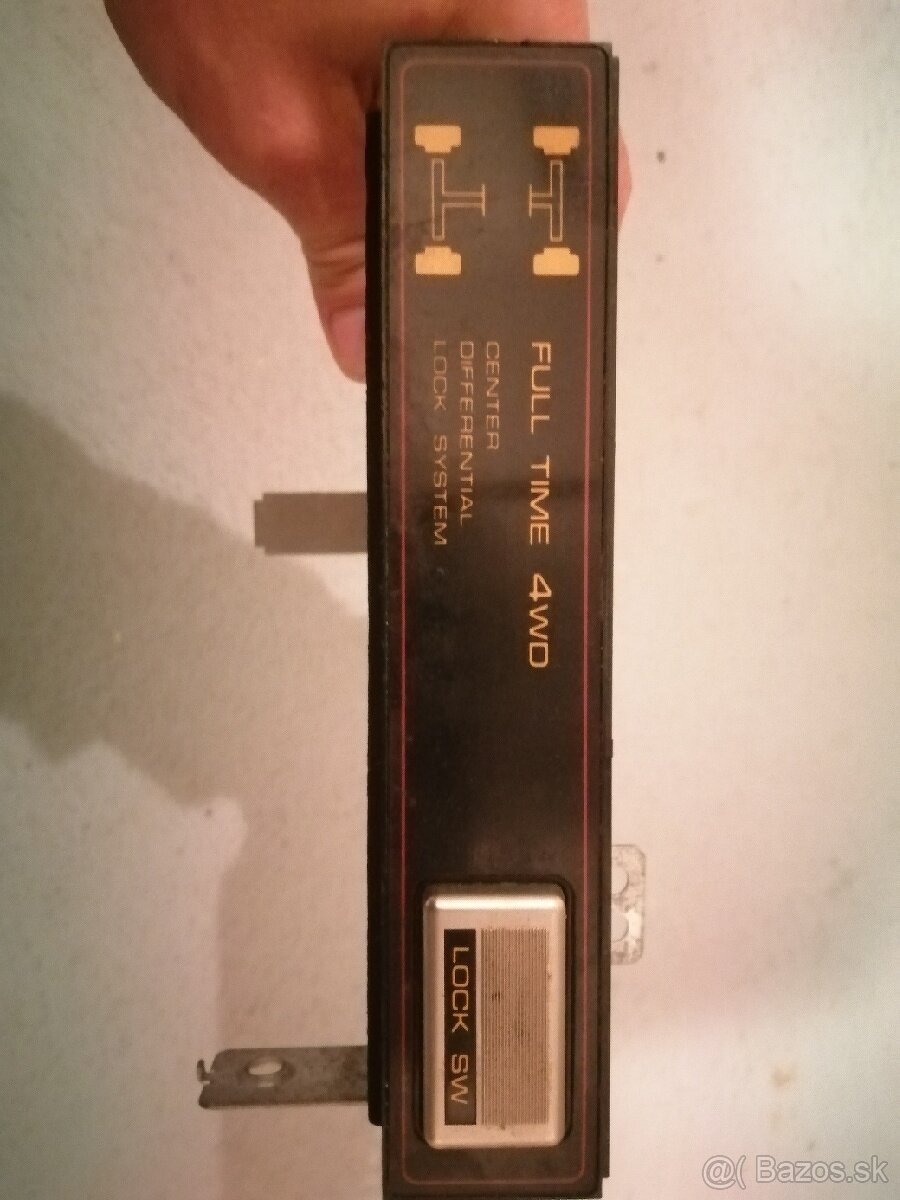 FULL TIME 4WD
CENTER
DIFFERENTIAL
LOCK SYSTEM
LOCK SW
@( Bazos.sk